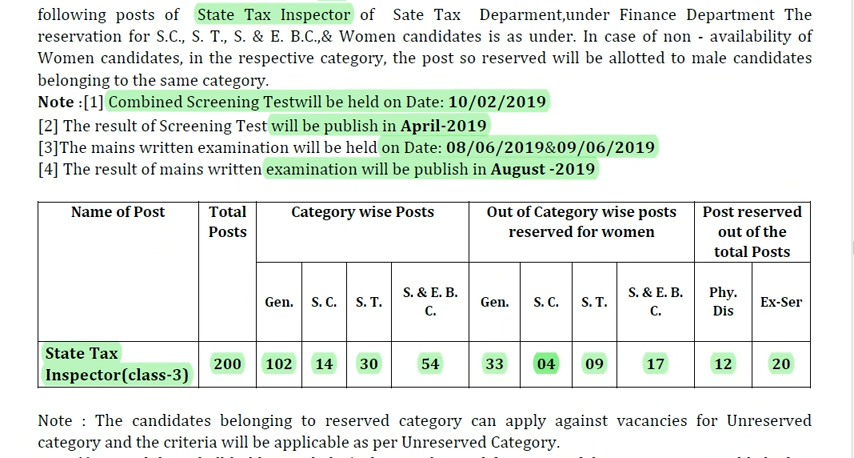 following posts of State Tax Inspector of Sate Tax Deparment,under Finance Department The
reservation for S.C., S. T., S. & E. B.C.,& Women candidates is as under. In case of non - availability of
Women candidates, in the respective category, the post so reserved will be allotted to male candidates
belonging to the same category.
Note :[1] Combined Screening Testwill be held on Date: 10/02/2019
[2] The result of Screening Test will be publish in April-2019
[3]The mains written examination will be held on Date: 08/06/2019&09/06/2019
[4] The result of mains written examination will be publish in August -2019
Name of Post Total Category wise Posts Out of Category wise posts Post reserved
Posts reserved for women out of the
total Posts
Gen. S. C. S. T. S. & E. B. Gen. S. C. S. T. S. & E. B. Phy. Ex-Ser
C. C. Dis
State Tax
Inspector(class-3) 200 102 14 30 54 33 04 09 17 12 20
Note : The candidates belonging to reserved category can apply against vacancies for Unreserved
category and the criteria will be applicable as per Unreserved Category.